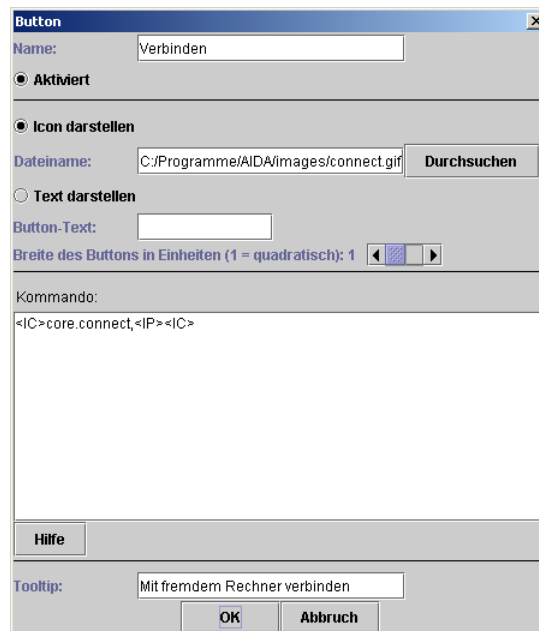 Button
Name: Verbinden
Aktiviert
Icon darstellen
Dateiname: C:/Programme/AIDA/images/connect.gif Durchsuchen
Text darstellen
Button-Text:
Breite des Buttons in Einheiten (1 = quadratisch): 1
Kommando:
<IC>core.connect,<IP><IC>
Hilfe
Tooltip: Mit fremdem Rechner verbinden
OK Abbruch